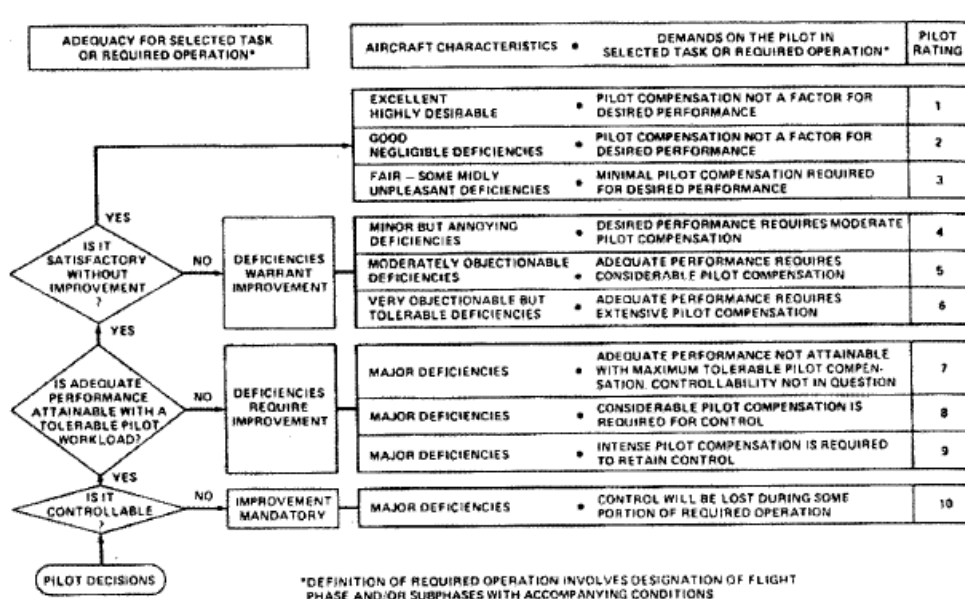 ADEQUACY FOR SELECTED TASK
OR REQUIRED OPERATION*
AIRCRAFT CHARACTERISTICS •
DEMANDS ON THE PILOT IN
SELECTED TASK OR REQUIRED OPERATION*
PILOT
RATING
EXCELLENT
HIGHLY DESIRABLE
• PILOT COMPENSATION NOT A FACTOR FOR
DESIRED PERFORMANCE
1
GOOD
NEGLIGIBLE DEFICIENCIES
• PILOT COMPENSATION NOT A FACTOR FOR
DESIRED PERFORMANCE
2
FAIR – SOME MIDLY
UNPLEASANT DEFICIENCIES
• MINIMAL PILOT COMPENSATION REQUIRED
FOR DESIRED PERFORMANCE
3
YES
IS IT
SATISFACTORY
WITHOUT
IMPROVEMENT
?
NO
DEFICIENCIES
WARRANT
IMPROVEMENT
MINOR BUT ANNOYING
DEFICIENCIES
• DESIRED PERFORMANCE REQUIRES MODERATE
PILOT COMPENSATION
4
MODERATELY OBJECTIONABLE
DEFICIENCIES
• ADEQUATE PERFORMANCE REQUIRES
CONSIDERABLE PILOT COMPENSATION
5
VERY OBJECTIONABLE BUT
TOLERABLE DEFICIENCIES
• ADEQUATE PERFORMANCE REQUIRES
EXTENSIVE PILOT COMPENSATION
6
YES
IS ADEQUATE
PERFORMANCE
ATTAINABLE WITH A
TOLERABLE PILOT
WORKLOAD?
NO
DEFICIENCIES
REQUIRE
IMPROVEMENT
MAJOR DEFICIENCIES
• ADEQUATE PERFORMANCE NOT ATTAINABLE
WITH MAXIMUM TOLERABLE PILOT COMPEN-
SATION. CONTROLLABILITY NOT IN QUESTION
7
MAJOR DEFICIENCIES
• CONSIDERABLE PILOT COMPENSATION IS
REQUIRED FOR CONTROL
8
MAJOR DEFICIENCIES
• INTENSE PILOT COMPENSATION IS REQUIRED
TO RETAIN CONTROL
9
YES
IS IT
CONTROLLABLE
?
NO
IMPROVEMENT
MANDATORY
MAJOR DEFICIENCIES
• CONTROL WILL BE LOST DURING SOME
PORTION OF REQUIRED OPERATION
10
PILOT DECISIONS
*DEFINITION OF REQUIRED OPERATION INVOLVES DESIGNATION OF FLIGHT
PHASE AND/OR SUBPHASES WITH ACCOMPANYING CONDITIONS